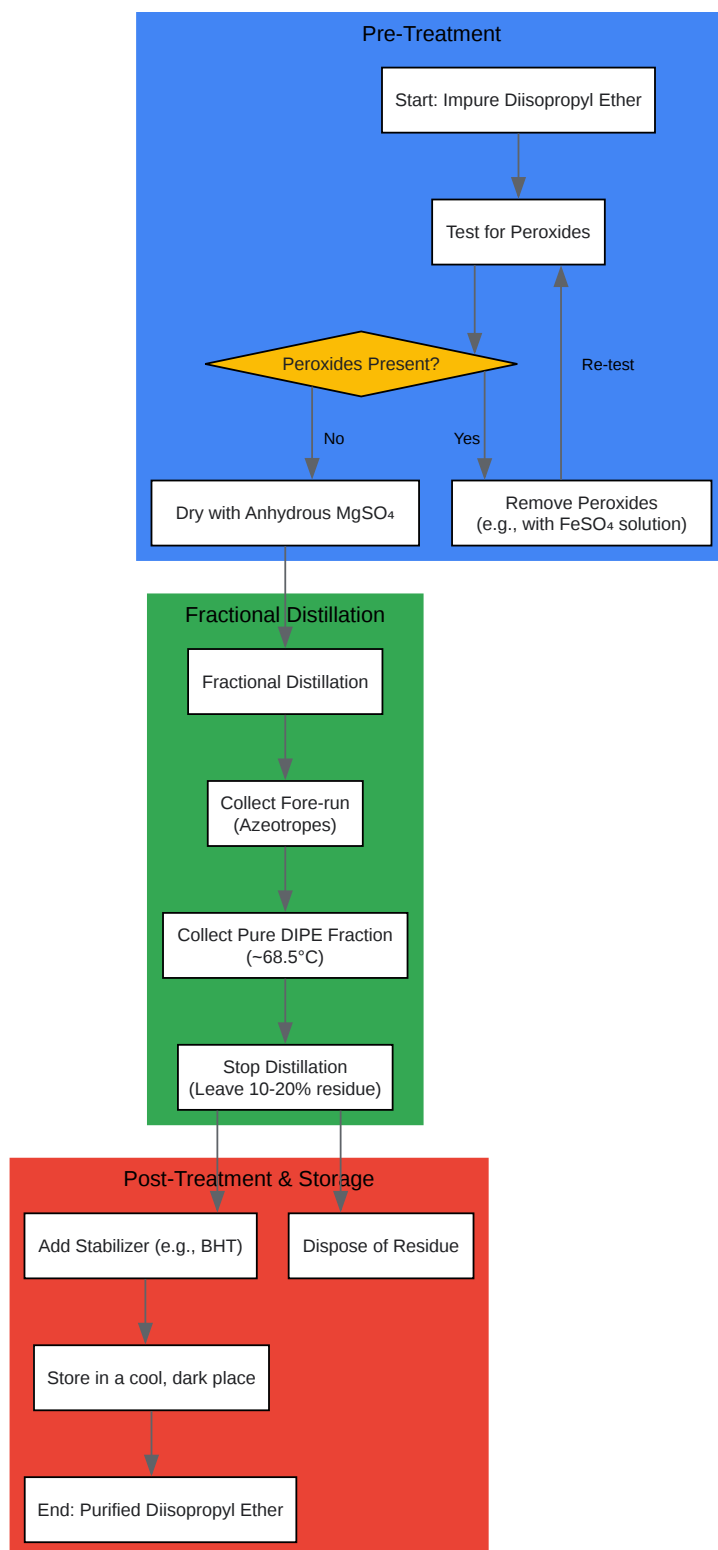 Pre-Treatment
Start: Impure Diisopropyl Ether
Test for Peroxides
Peroxides Present?
Re-test
No
Yes
Dry with Anhydrous MgSO₄
Remove Peroxides
(e.g., with FeSO₄ solution)
Fractional Distillation
Fractional Distillation
Collect Fore-run
(Azeotropes)
Collect Pure DIPE Fraction
(~68.5°C)
Stop Distillation
(Leave 10-20% residue)
Post-Treatment & Storage
Add Stabilizer (e.g., BHT)
Dispose of Residue
Store in a cool, dark place
End: Purified Diisopropyl Ether